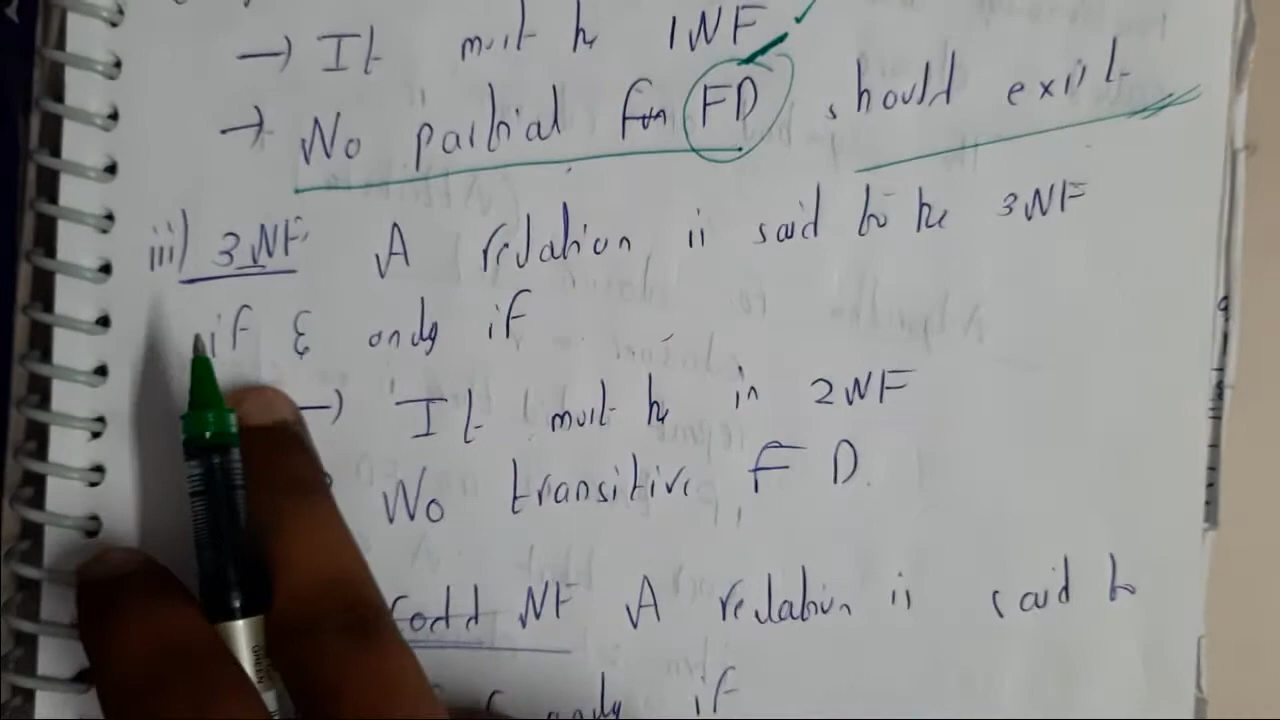 → It must be 1NF
→ No partial FD should exist
iii) 3NF: A relation is said to be 3NF
if & only if
→ It must be in 2NF
No transitive FD.
codd NF A relation is said to
& only if